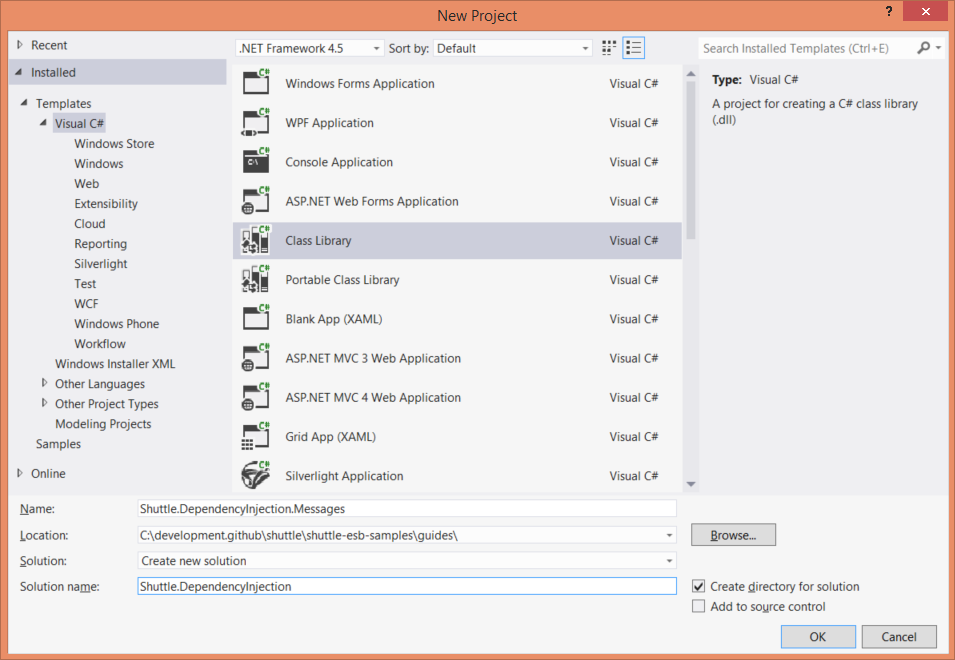 New Project
?
Recent
Installed
Templates
Visual C#
Windows Store
Windows
Web
Extensibility
Cloud
Reporting
Silverlight
Test
WCF
Windows Phone
Workflow
Windows Installer XML
Other Languages
Other Project Types
Modeling Projects
Samples
Online
.NET Framework 4.5 Sort by: Default
Windows Forms Application Visual C#
WPF Application Visual C#
Console Application Visual C#
ASP.NET Web Forms Application Visual C#
Class Library Visual C#
Portable Class Library Visual C#
Blank App (XAML) Visual C#
ASP.NET MVC 3 Web Application Visual C#
ASP.NET MVC 4 Web Application Visual C#
Grid App (XAML) Visual C#
Silverlight Application Visual C#
Search Installed Templates (Ctrl+E)
Type: Visual C#
A project for creating a C# class library
(.dll)
Name: Shuttle.DependencyInjection.Messages
Location: C:\development.github\shuttle\shuttle-esb-samples\guides\ Browse...
Solution: Create new solution
Solution name: Shuttle.DependencyInjection
Create directory for solution
Add to source control
OK Cancel